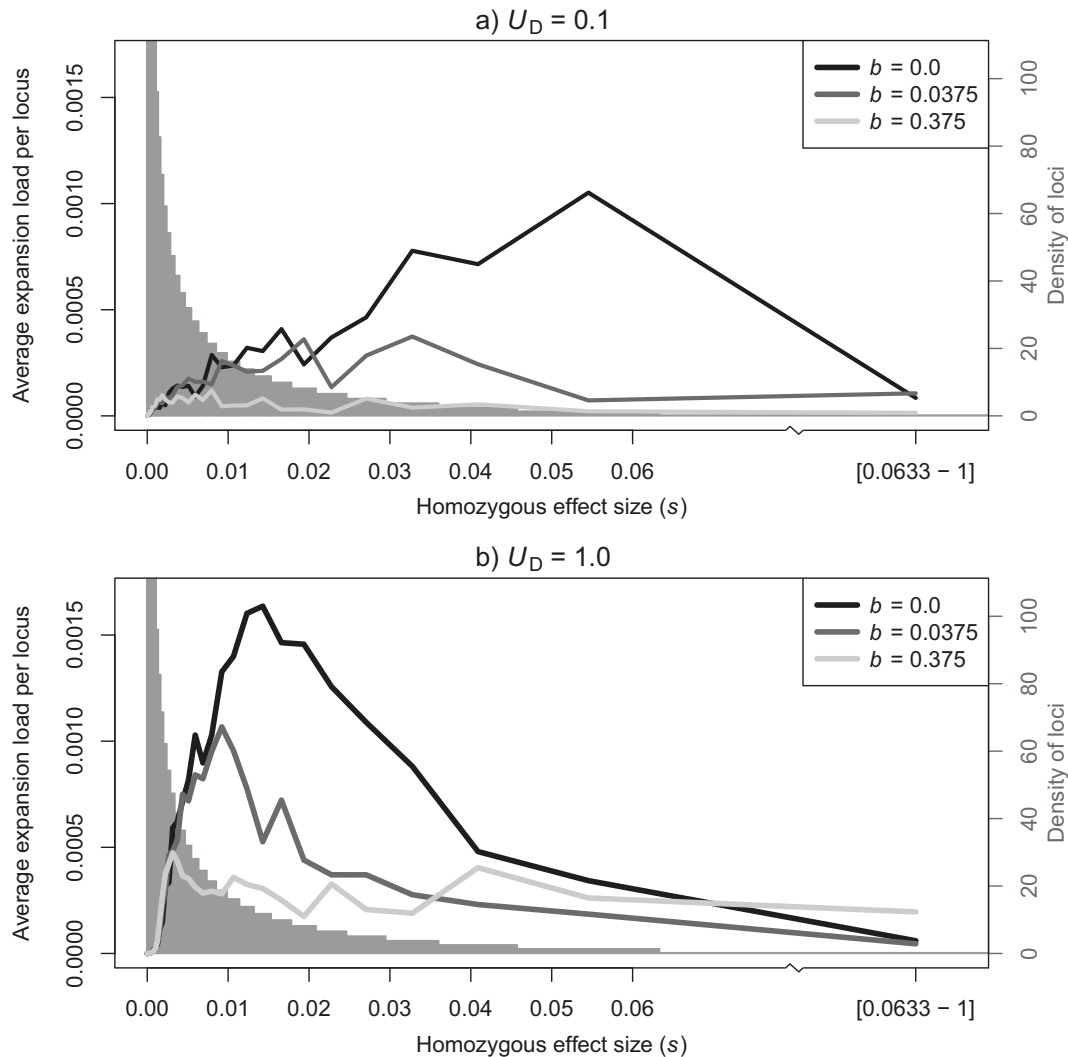 a) U_D = 0.1
Average expansion load per locus
0.0000 0.0005 0.0010 0.0015
b = 0.0
b = 0.0375
b = 0.375
0 20 40 60 80 100
Density of loci
0.00 0.01 0.02 0.03 0.04 0.05 0.06 [0.0633 − 1]
Homozygous effect size (s)
b) U_D = 1.0
Average expansion load per locus
0.0000 0.0005 0.0010 0.0015
b = 0.0
b = 0.0375
b = 0.375
0 20 40 60 80 100
Density of loci
0.00 0.01 0.02 0.03 0.04 0.05 0.06 [0.0633 − 1]
Homozygous effect size (s)